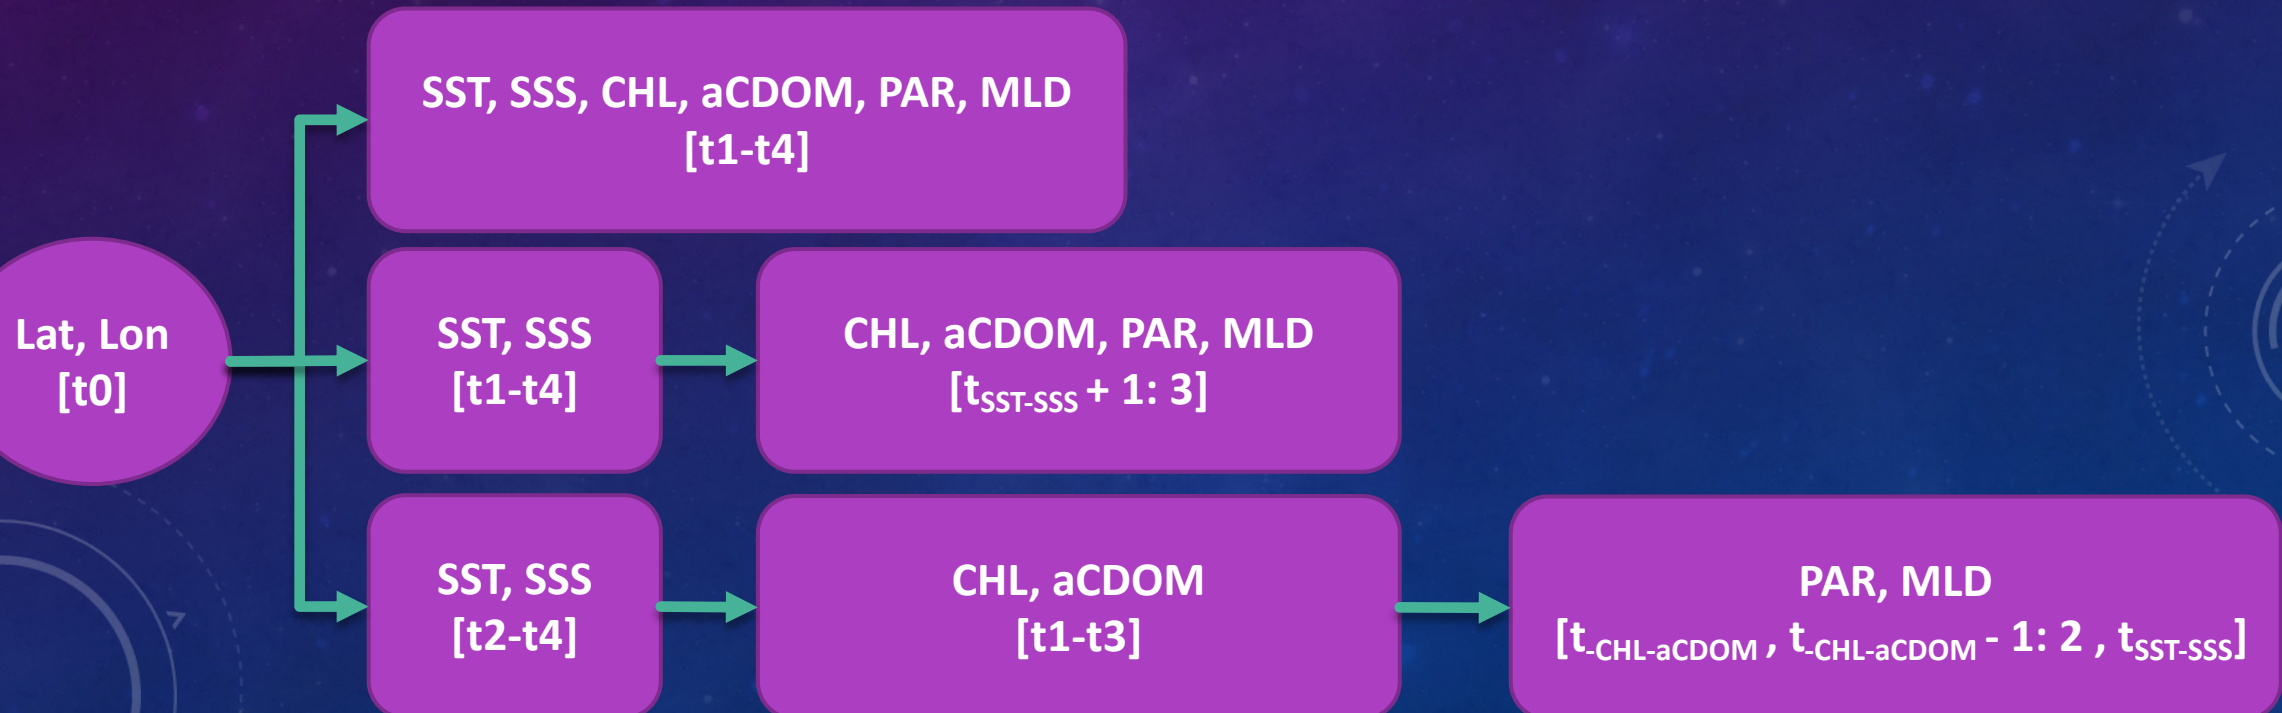 SST, SSS, CHL, aCDOM, PAR, MLD
[t1-t4]
Lat, Lon
[t0]
SST, SSS
[t1-t4]
CHL, aCDOM, PAR, MLD
[tSST-SSS + 1: 3]
SST, SSS
[t2-t4]
CHL, aCDOM
[t1-t3]
PAR, MLD
[t-CHL-aCDOM , t-CHL-aCDOM - 1: 2 , tSST-SSS]